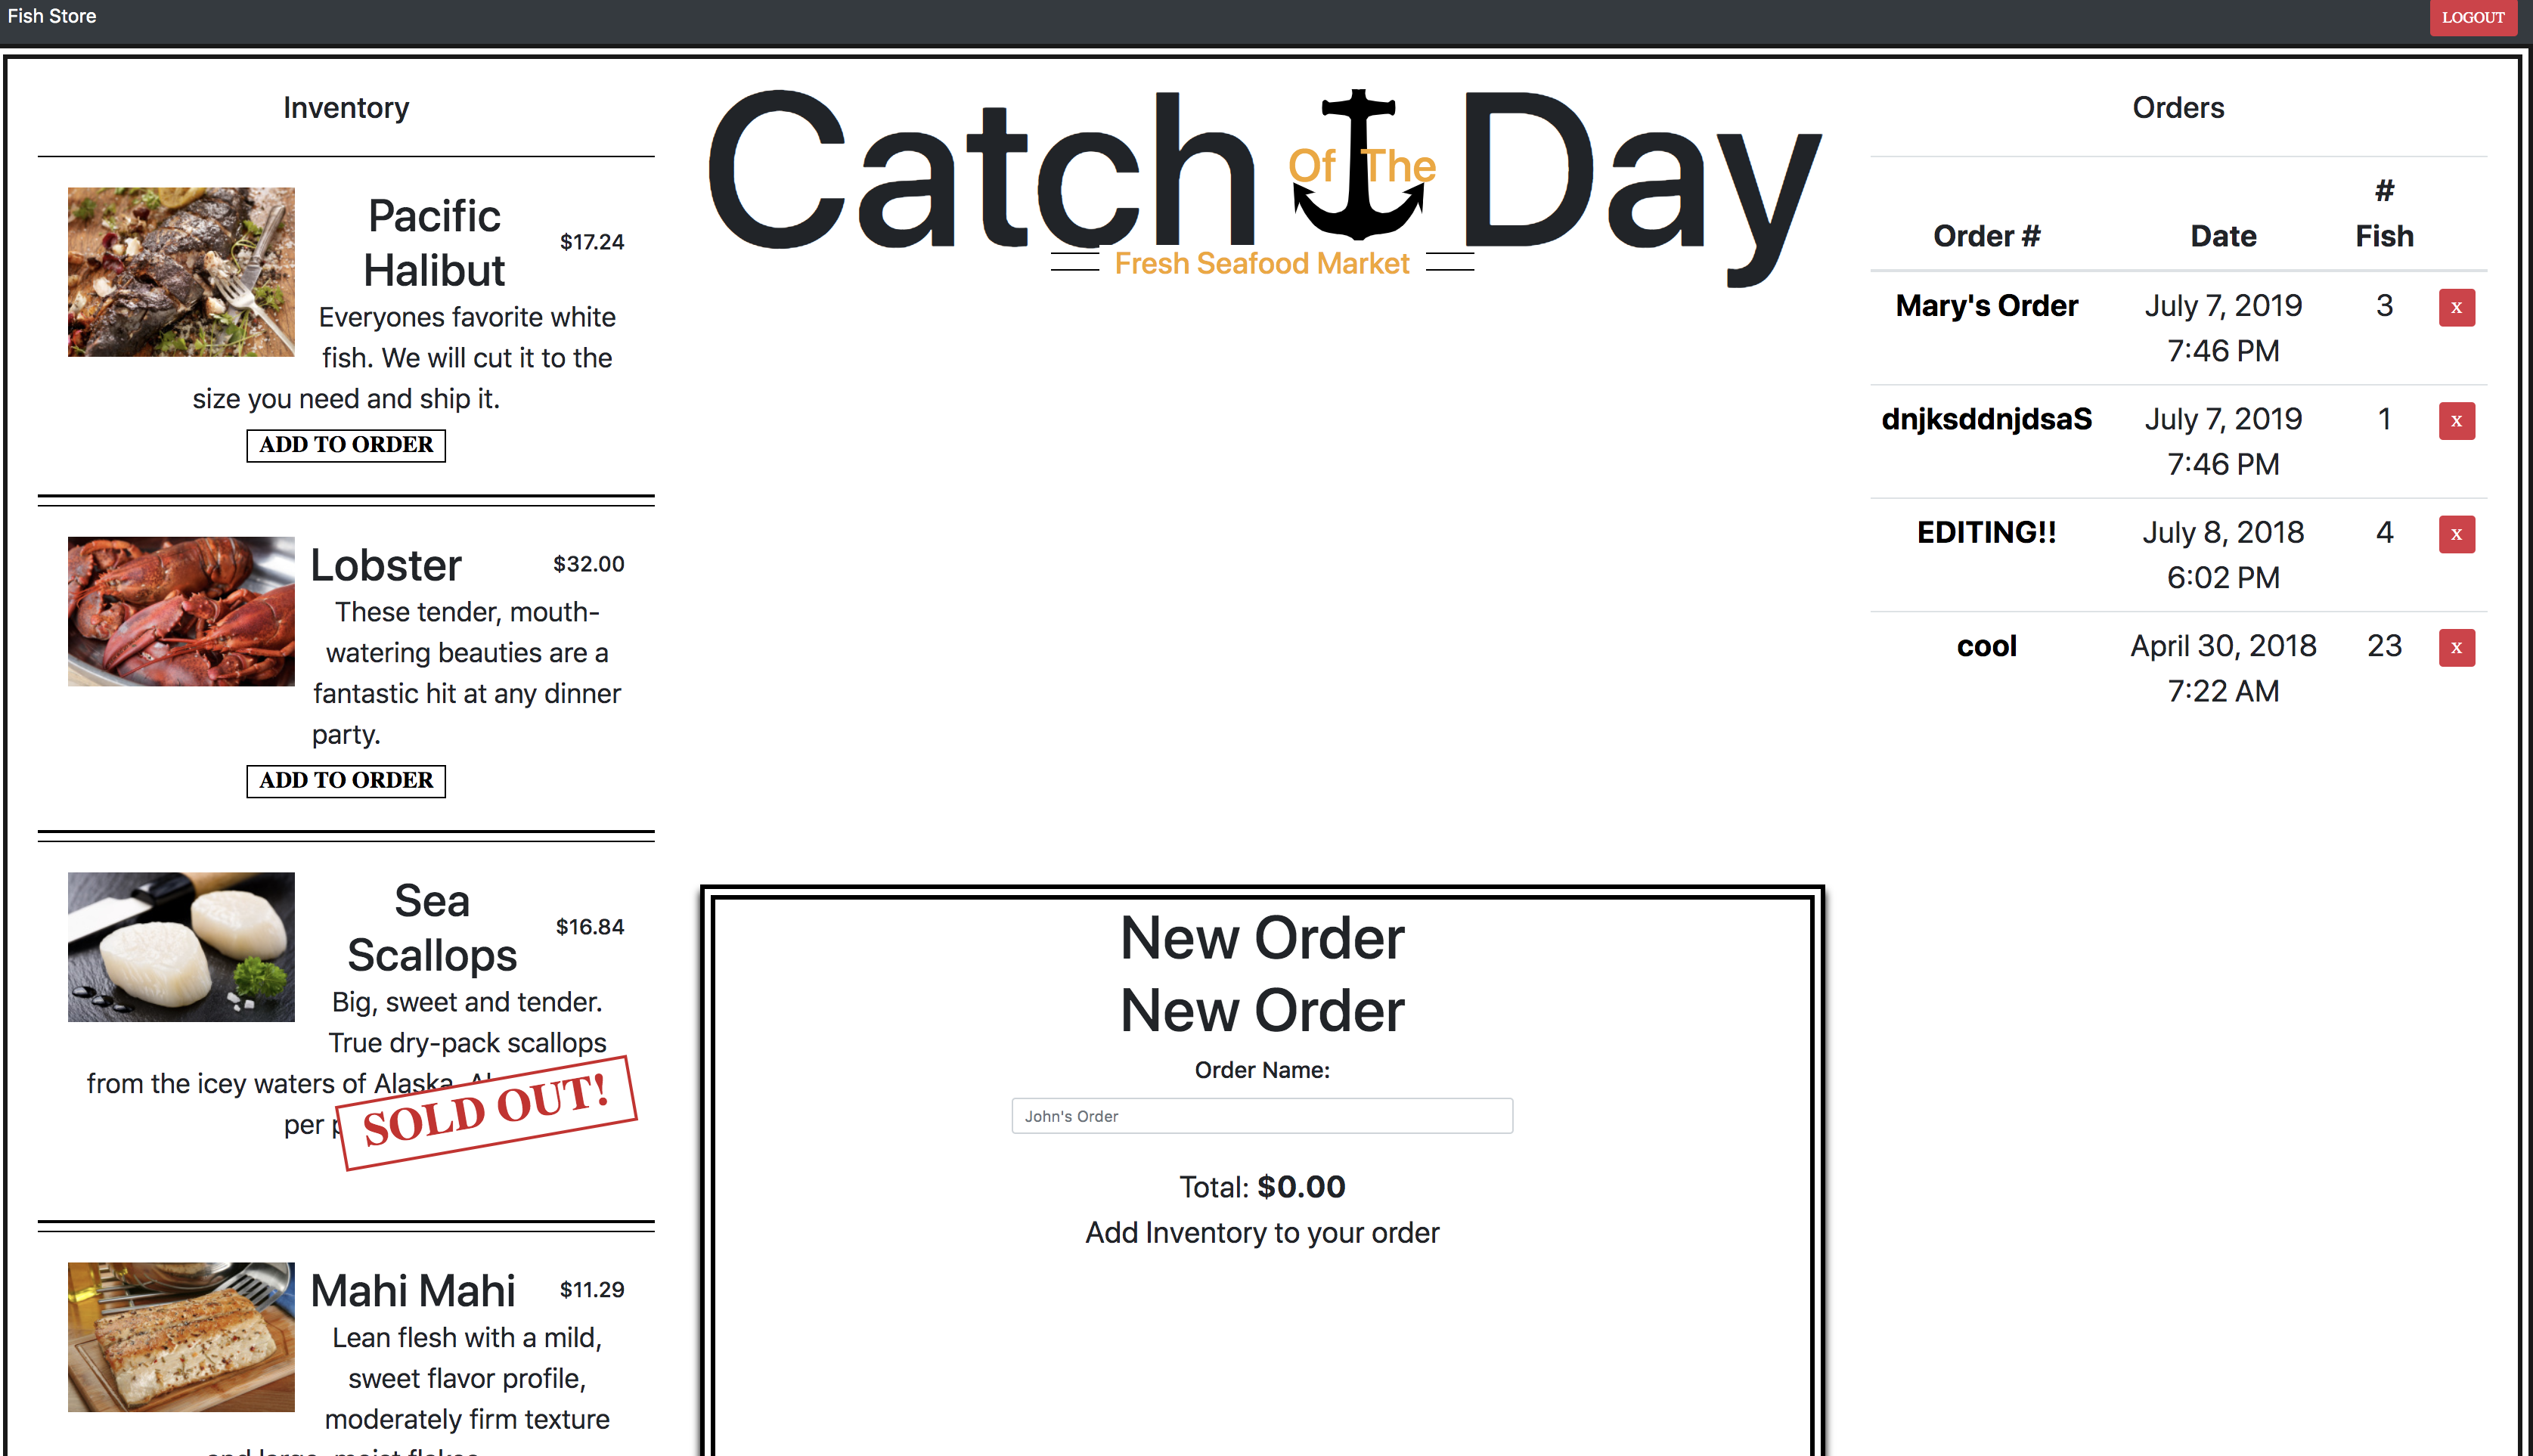 Fish Store
LOGOUT
Inventory
Pacific
Halibut
$17.24
Everyones favorite white
fish. We will cut it to the
size you need and ship it.
ADD TO ORDER
Lobster
$32.00
These tender, mouth-
watering beauties are a
fantastic hit at any dinner
party.
ADD TO ORDER
Sea
Scallops
$16.84
Big, sweet and tender.
True dry-pack scallops
from the icey waters of Alaska.
per
SOLD OUT!
Mahi Mahi
$11.29
Lean flesh with a mild,
sweet flavor profile,
moderately firm texture
Catch Of The Day
Fresh Seafood Market
New Order
New Order
Order Name:
John's Order
Total: $0.00
Add Inventory to your order
Orders
Order # Date # Fish
Mary's Order July 7, 2019 3 x
7:46 PM
dnjksddnjdsaS July 7, 2019 1 x
7:46 PM
EDITING!! July 8, 2018 4 x
6:02 PM
cool April 30, 2018 23 x
7:22 AM